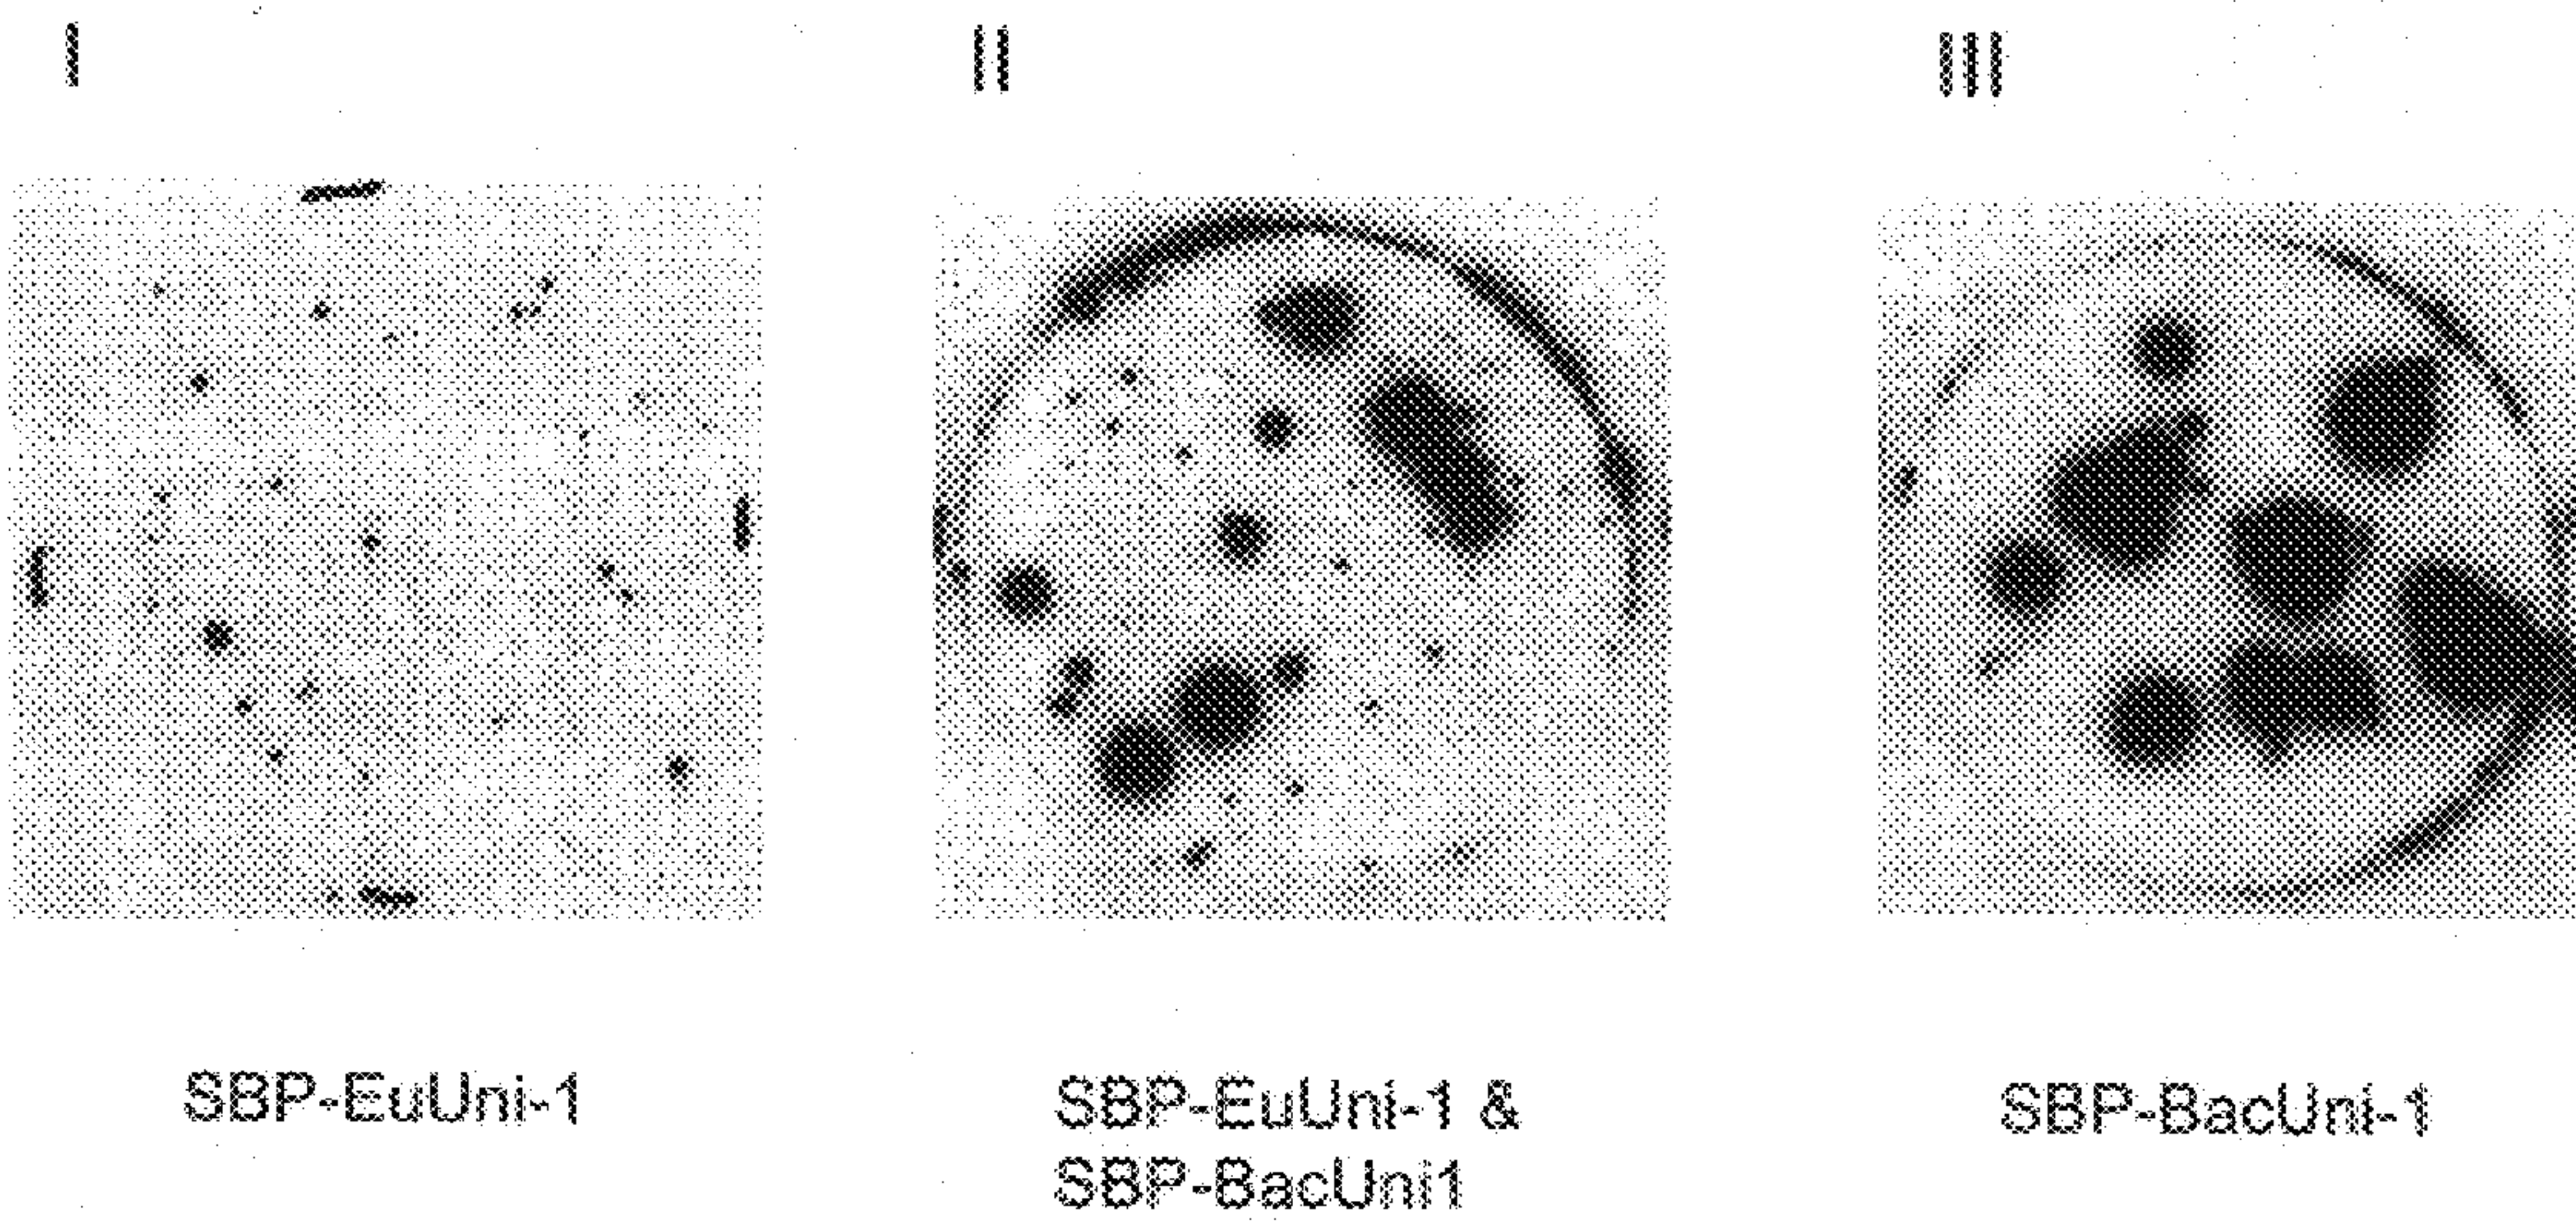 I
II
III
SBP-EuUni-1
SBP-EuUni-1 &
SBP-BacUni1
SBP-BacUni-1